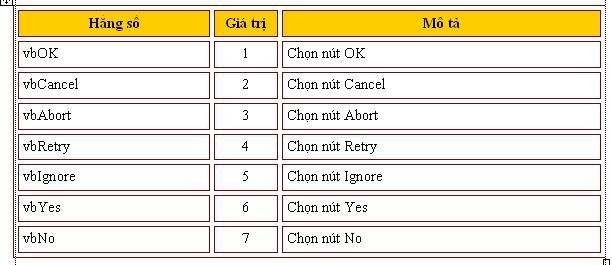 Hằng số Giá trị Mô tả
vbOK 1 Chọn nút OK
vbCancel 2 Chọn nút Cancel
vbAbort 3 Chọn nút Abort
vbRetry 4 Chọn nút Retry
vbIgnore 5 Chọn nút Ignore
vbYes 6 Chọn nút Yes
vbNo 7 Chọn nút No